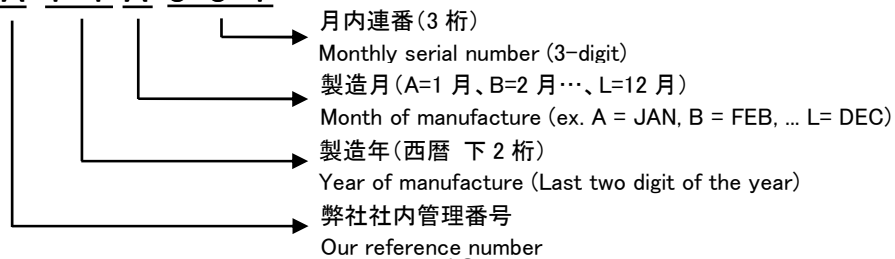 月内連番(3 桁)
Monthly serial number (3-digit)
製造月(A=1 月、B=2 月…、L=12 月)
Month of manufacture (ex. A = JAN, B = FEB, ... L= DEC)
製造年(西暦 下 2 桁)
Year of manufacture (Last two digit of the year)
弊社社内管理番号
Our reference number